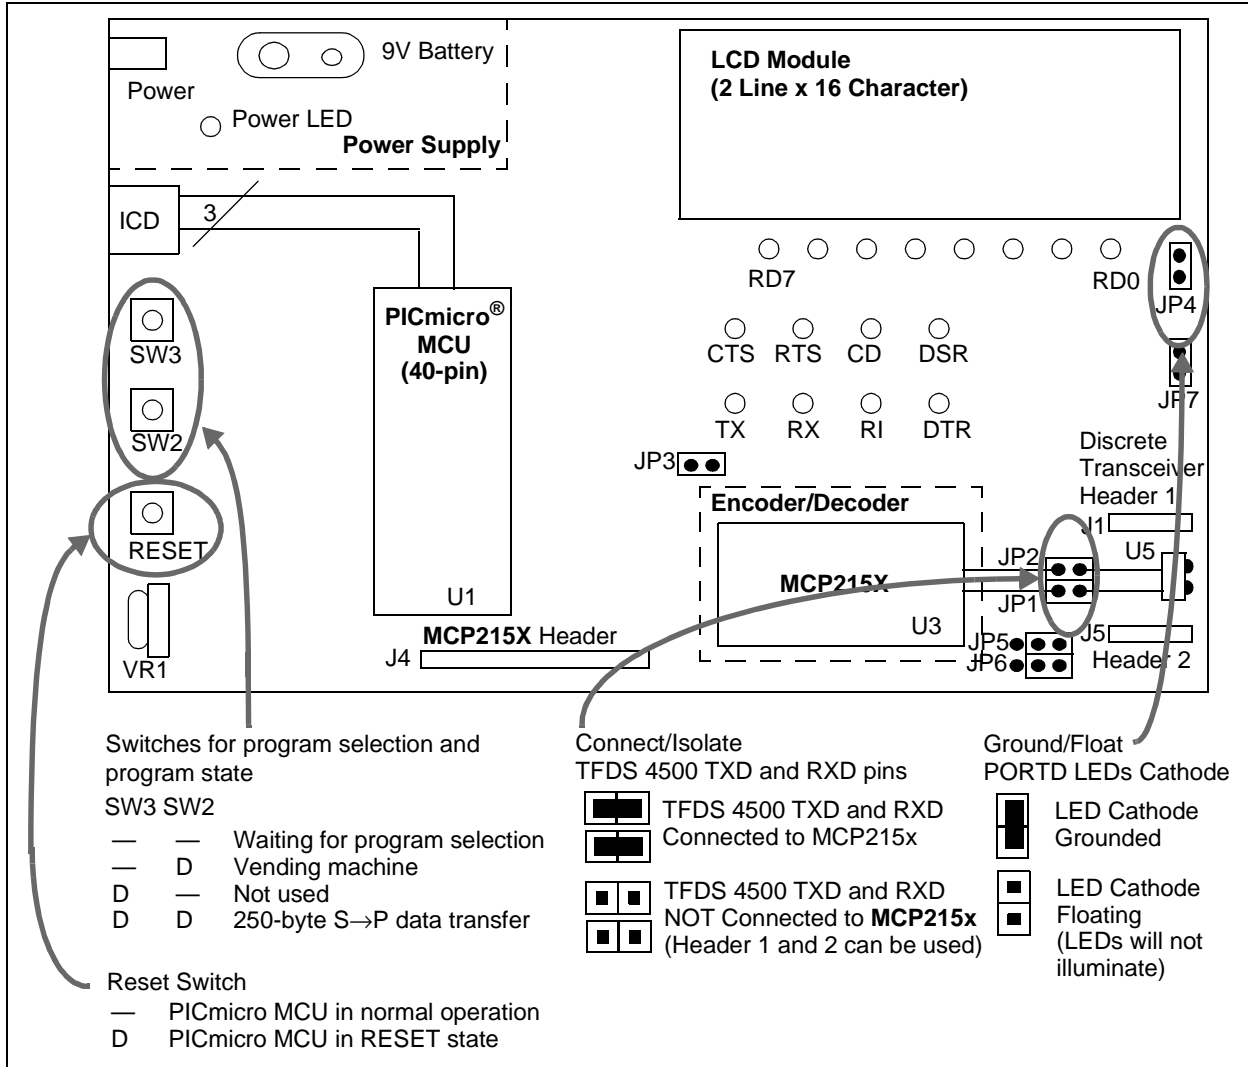 9V Battery
Power
Power LED
Power Supply
LCD Module
(2 Line x 16 Character)
ICD
3
RD7
RD0
JP4
SW3
PICmicro®
MCU
(40-pin)
CTS RTS CD DSR
JP7
SW2
TX RX RI DTR
JP3
Discrete
Transceiver
Header 1
Encoder/Decoder
J1
RESET
JP2
U5
MCP215X
JP1
U1
U3
MCP215X Header
J4
JP5
J5
JP6
Header 2
VR1
Switches for program selection and
program state
SW3 SW2
— — Waiting for program selection
— D Vending machine
D — Not used
D D 250-byte S→P data transfer
Reset Switch
— PICmicro MCU in normal operation
D PICmicro MCU in RESET state
Connect/Isolate
TFDS 4500 TXD and RXD pins
TFDS 4500 TXD and RXD
Connected to MCP215x
TFDS 4500 TXD and RXD
NOT Connected to MCP215x
(Header 1 and 2 can be used)
Ground/Float
PORTD LEDs Cathode
LED Cathode
Grounded
LED Cathode
Floating
(LEDs will not
illuminate)